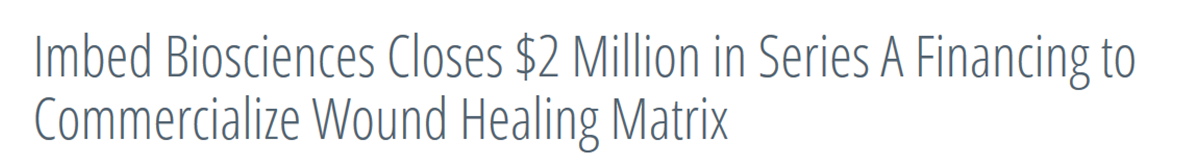 Imbed Biosciences Closes $2 Million in Series A Financing to
Commercialize Wound Healing Matrix